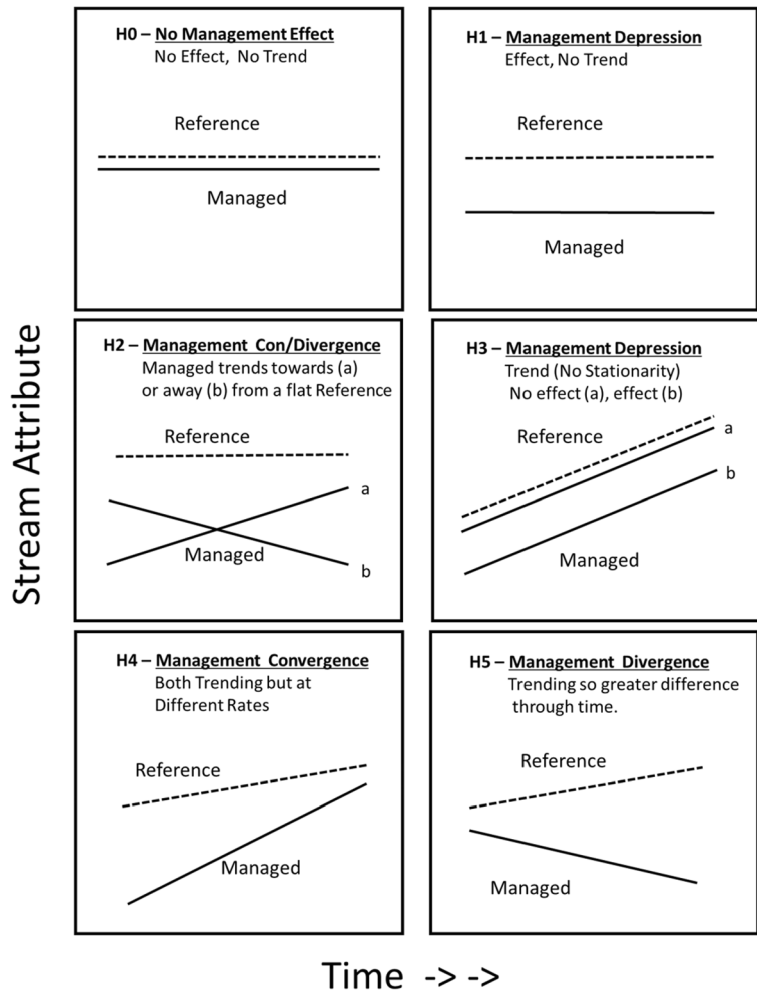 H0 – No Management Effect
No Effect, No Trend
Reference
Managed
H1 – Management Depression
Effect, No Trend
Reference
Managed
H2 – Management Con/Divergence
Managed trends towards (a)
or away (b) from a flat Reference
Reference
a
Managed
b
H3 – Management Depression
Trend (No Stationarity)
No effect (a), effect (b)
Reference
a
b
Managed
H4 – Management Convergence
Both Trending but at
Different Rates
Reference
Managed
H5 – Management Divergence
Trending so greater difference
through time.
Reference
Managed
Stream Attribute
Time -> ->